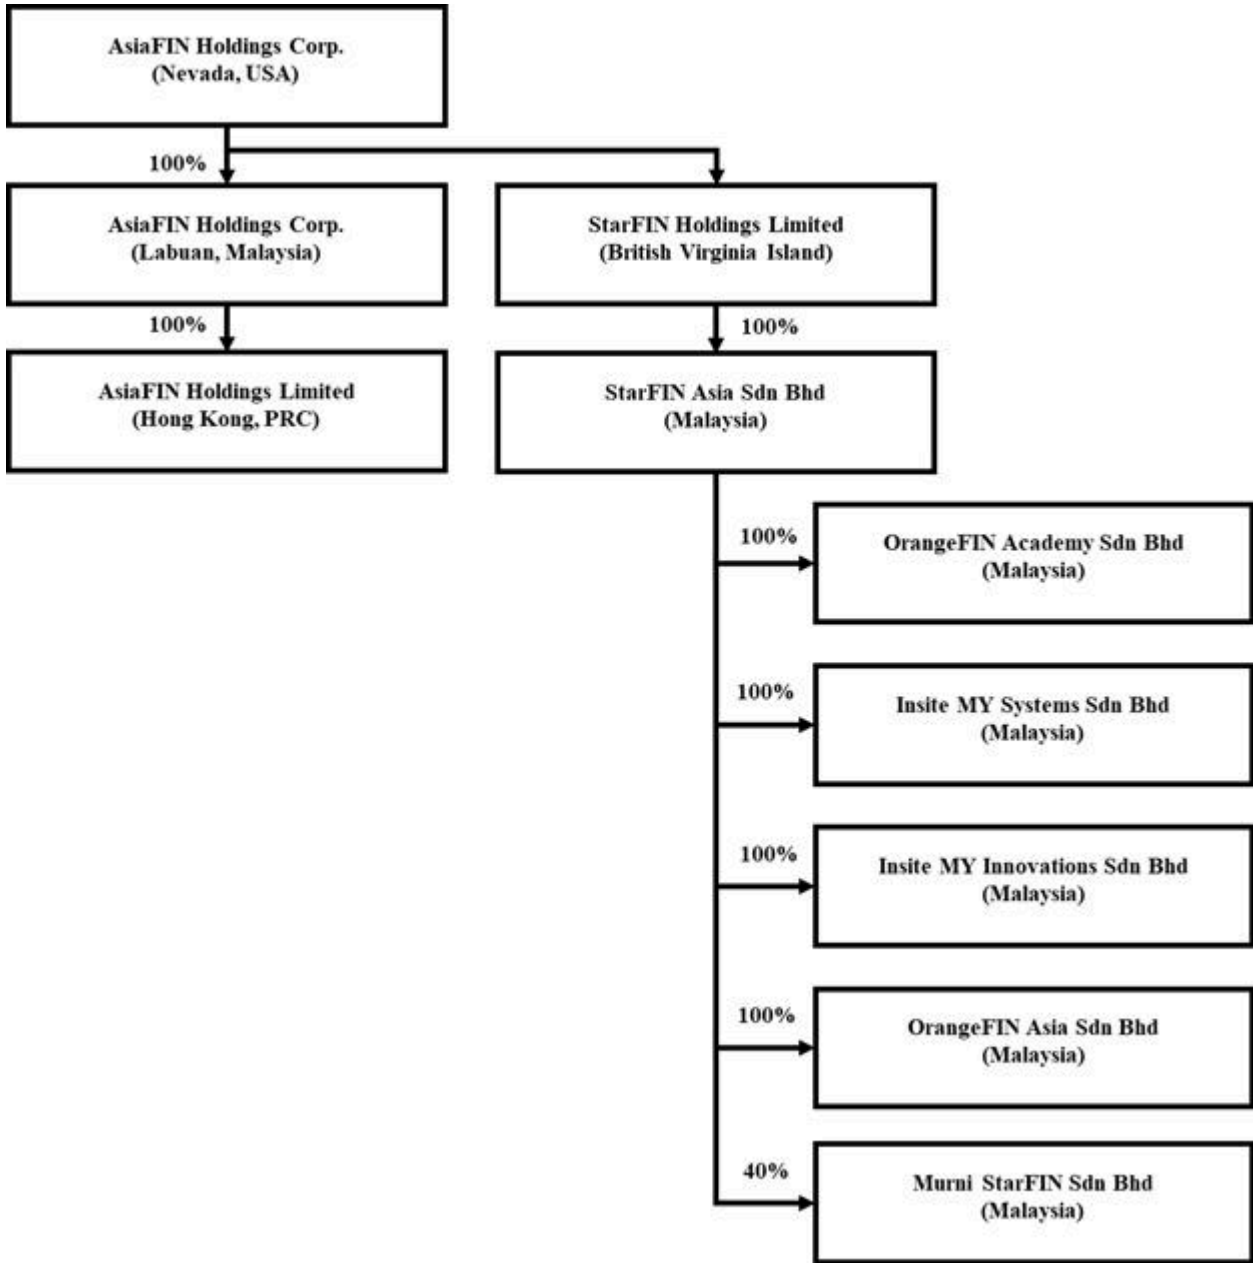 AsiaFIN Holdings Corp.
(Nevada, USA)
100%
AsiaFIN Holdings Corp.
(Labuan, Malaysia)
StarFIN Holdings Limited
(British Virginia Island)
100%
100%
AsiaFIN Holdings Limited
(Hong Kong, PRC)
StarFIN Asia Sdn Bhd
(Malaysia)
100%
OrangeFIN Academy Sdn Bhd
(Malaysia)
100%
Insite MY Systems Sdn Bhd
(Malaysia)
100%
Insite MY Innovations Sdn Bhd
(Malaysia)
100%
OrangeFIN Asia Sdn Bhd
(Malaysia)
40%
Murni StarFIN Sdn Bhd
(Malaysia)